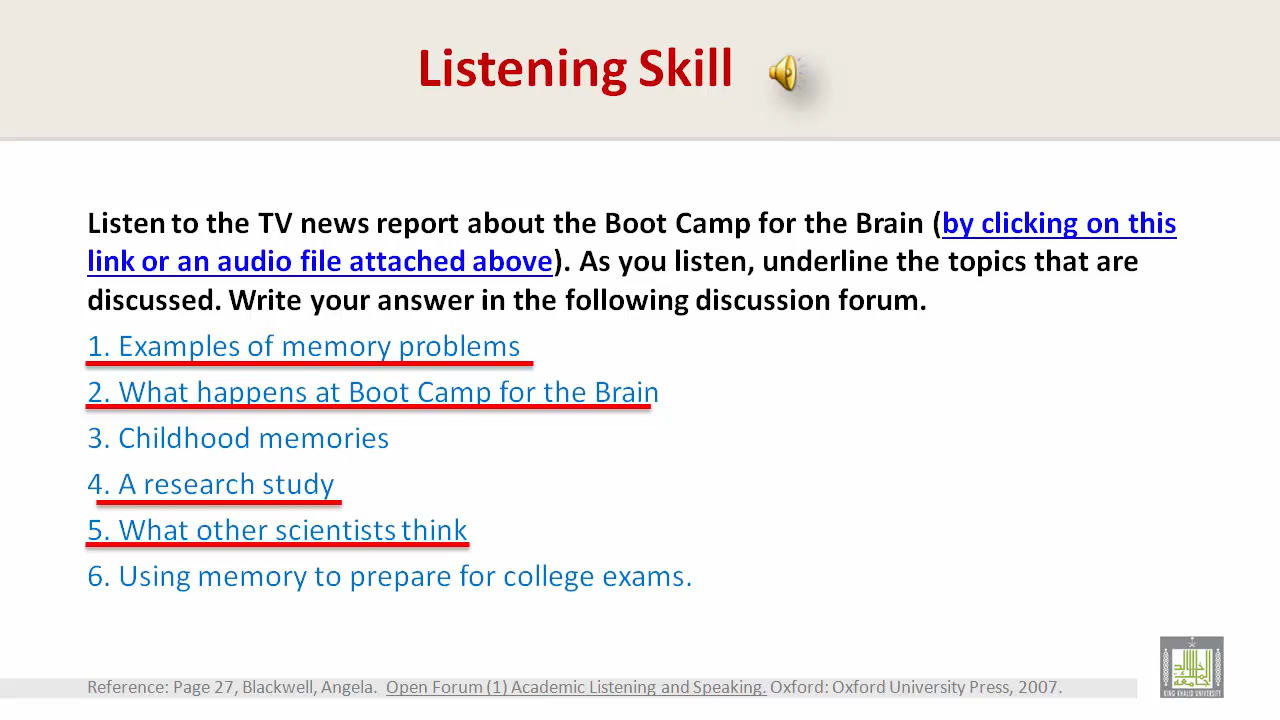 Listening Skill
Listen to the TV news report about the Boot Camp for the Brain (by clicking on this
link or an audio file attached above). As you listen, underline the topics that are
discussed. Write your answer in the following discussion forum.
1. Examples of memory problems
2. What happens at Boot Camp for the Brain
3. Childhood memories
4. A research study
5. What other scientists think
6. Using memory to prepare for college exams.
Reference: Page 27, Blackwell, Angela. Open Forum (1) Academic Listening and Speaking. Oxford: Oxford University Press, 2007.
KING KHALID UNIVERSITY